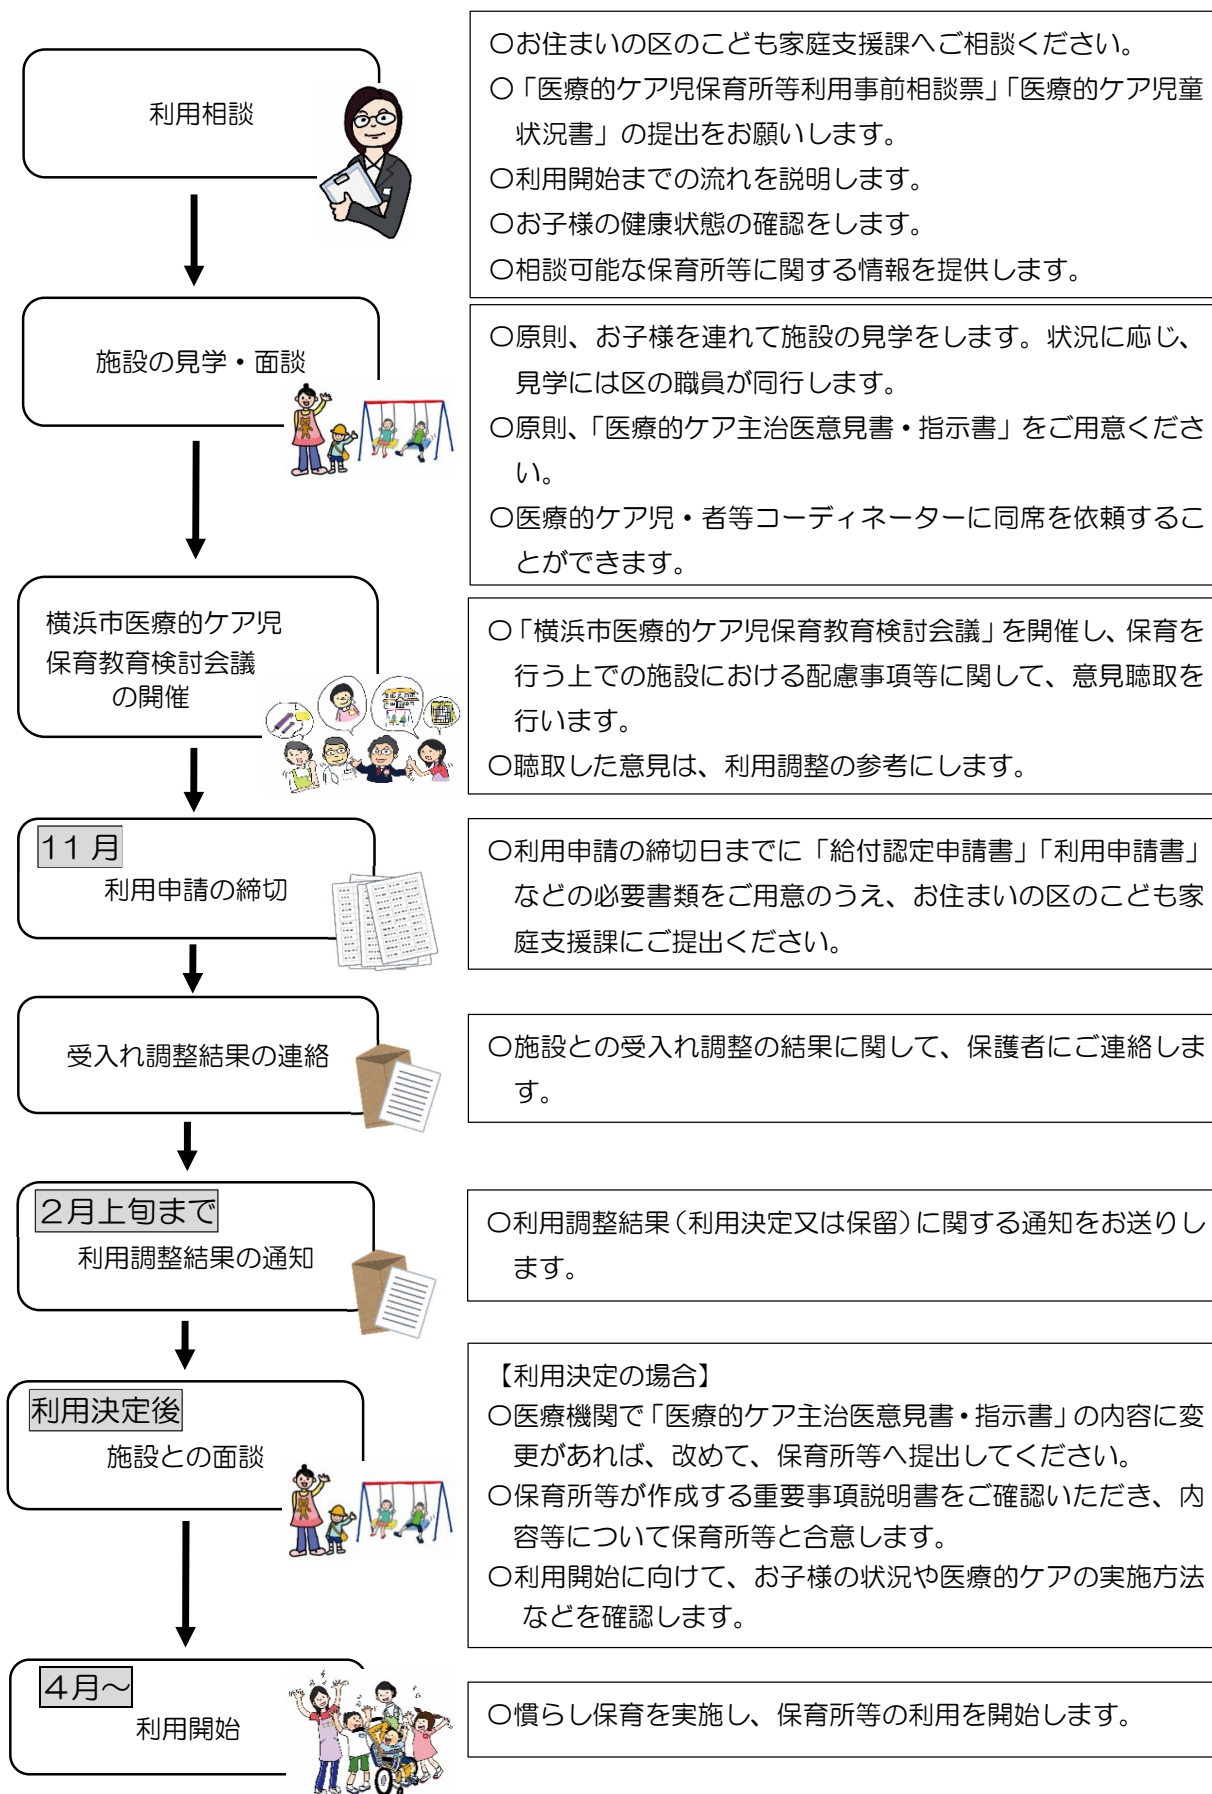 利用相談
〇お住まいの区のこども家庭支援課へご相談ください。
〇「医療的ケア児保育所等利用事前相談票」「医療的ケア児童
状況書」の提出をお願いします。
〇利用開始までの流れを説明します。
〇お子様の健康状態の確認をします。
〇相談可能な保育所等に関する情報を提供します。
施設の見学・面談
〇原則、お子様を連れて施設の見学をします。状況に応じ、
見学には区の職員が同行します。
〇原則、「医療的ケア主治医意見書・指示書」をご用意くださ
い。
〇医療的ケア児・者等コーディネーターに同席を依頼するこ
とができます。
横浜市医療的ケア児
保育教育検討会議
の開催
〇「横浜市医療的ケア児保育教育検討会議」を開催し、保育を
行う上での施設における配慮事項等に関して、意見聴取を
行います。
〇聴取した意見は、利用調整の参考にします。
11月
利用申請の締切
〇利用申請の締切日までに「給付認定申請書」「利用申請書」
などの必要書類をご用意のうえ、お住まいの区のこども家
庭支援課にご提出ください。
受入れ調整結果の連絡
〇施設との受入れ調整の結果に関して、保護者にご連絡しま
す。
２月上旬まで
利用調整結果の通知
〇利用調整結果（利用決定又は保留）に関する通知をお送りし
ます。
利用決定後
施設との面談
【利用決定の場合】
〇医療機関で「医療的ケア主治医意見書・指示書」の内容に変
更があれば、改めて、保育所等へ提出してください。
〇保育所等が作成する重要事項説明書をご確認いただき、内
容等について保育所等と合意します。
〇利用開始に向けて、お子様の状況や医療的ケアの実施方法
などを確認します。
４月～
利用開始
〇慣らし保育を実施し、保育所等の利用を開始します。